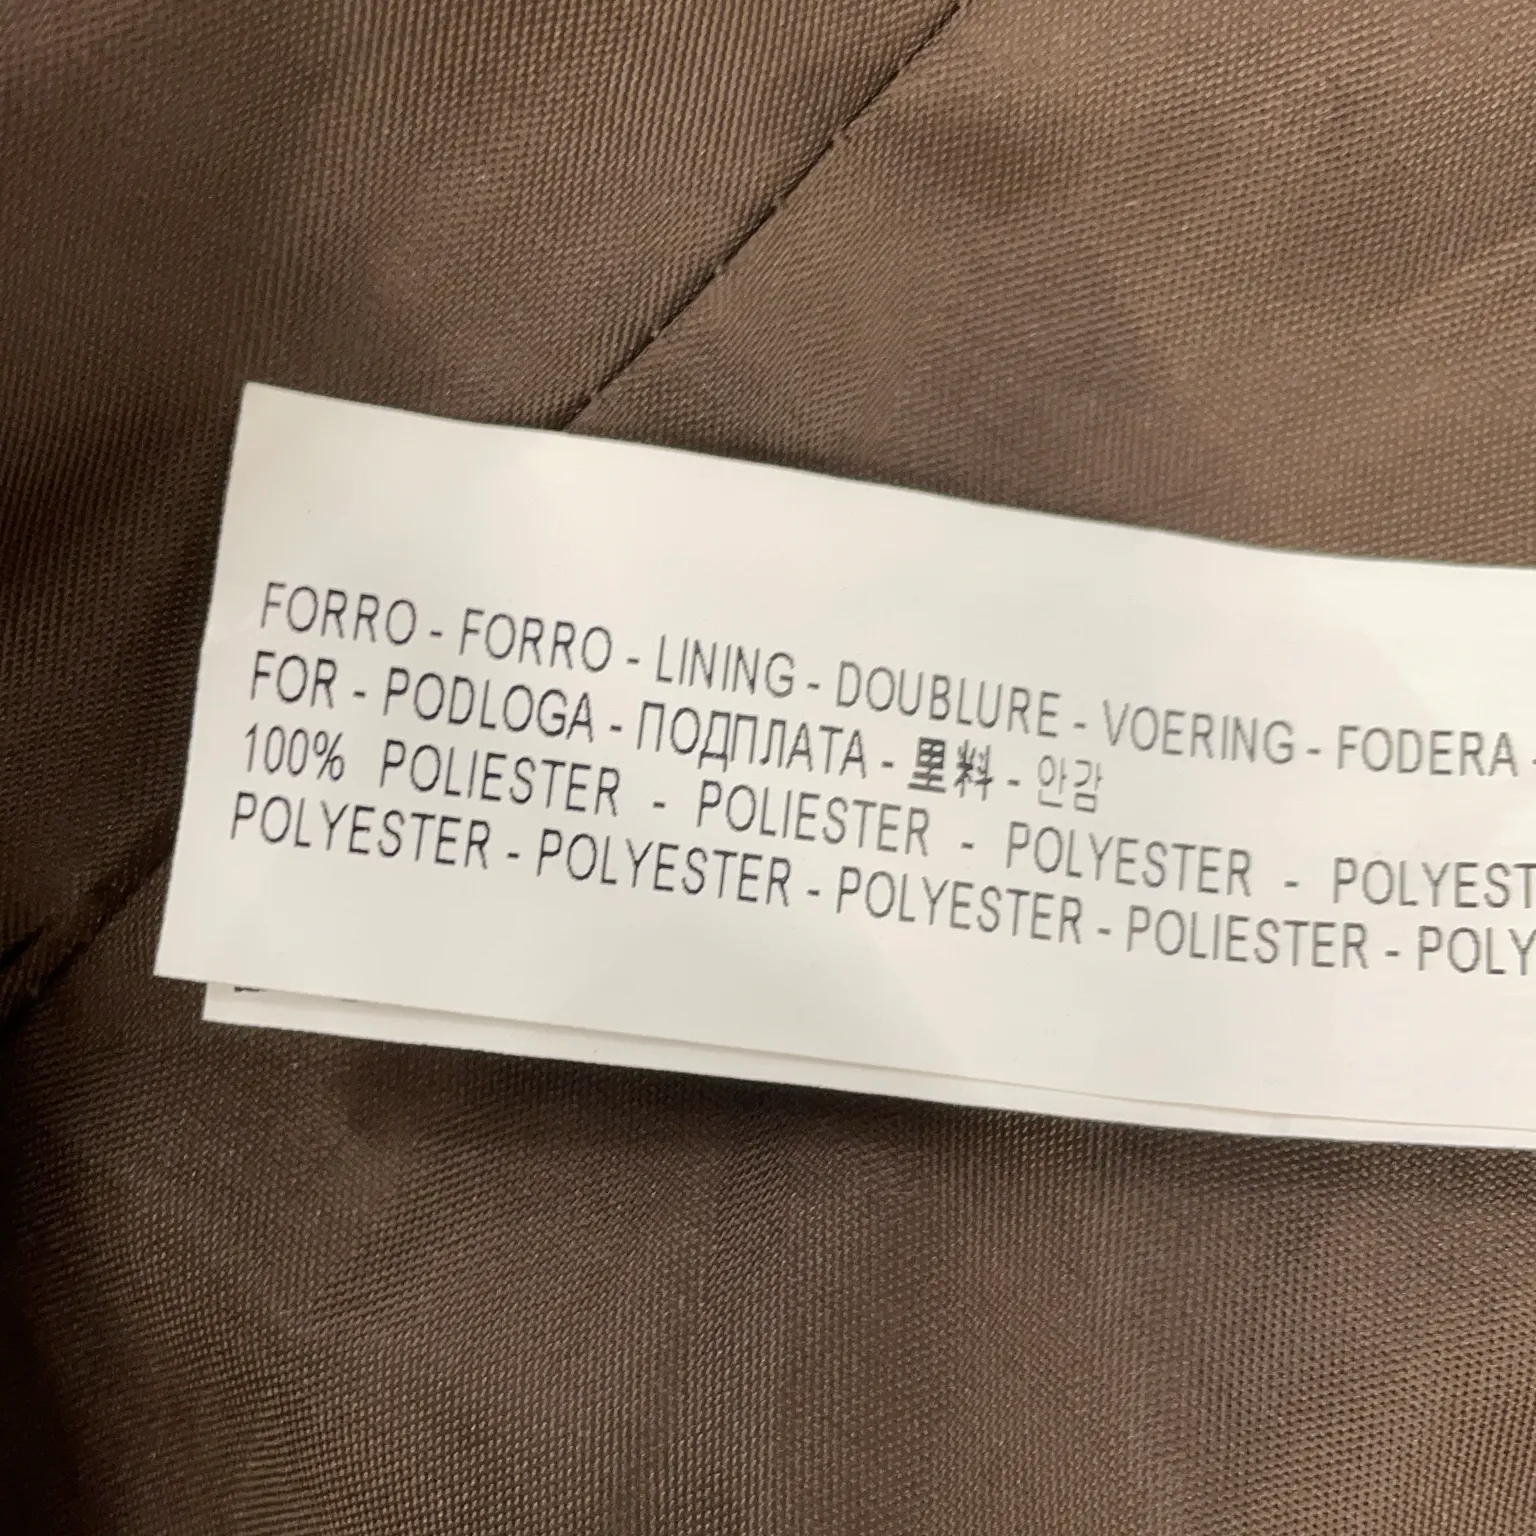 FORRO - FORRO - LINING - DOUBLURE - VOERING - FODERA -
FOR - PODLOGA - ПОДПЛАТА - 里料 - 안감
100% POLIESTER - POLIESTER - POLYESTER - POLYEST
POLYESTER - POLYESTER - POLYESTER - POLIESTER - POLY